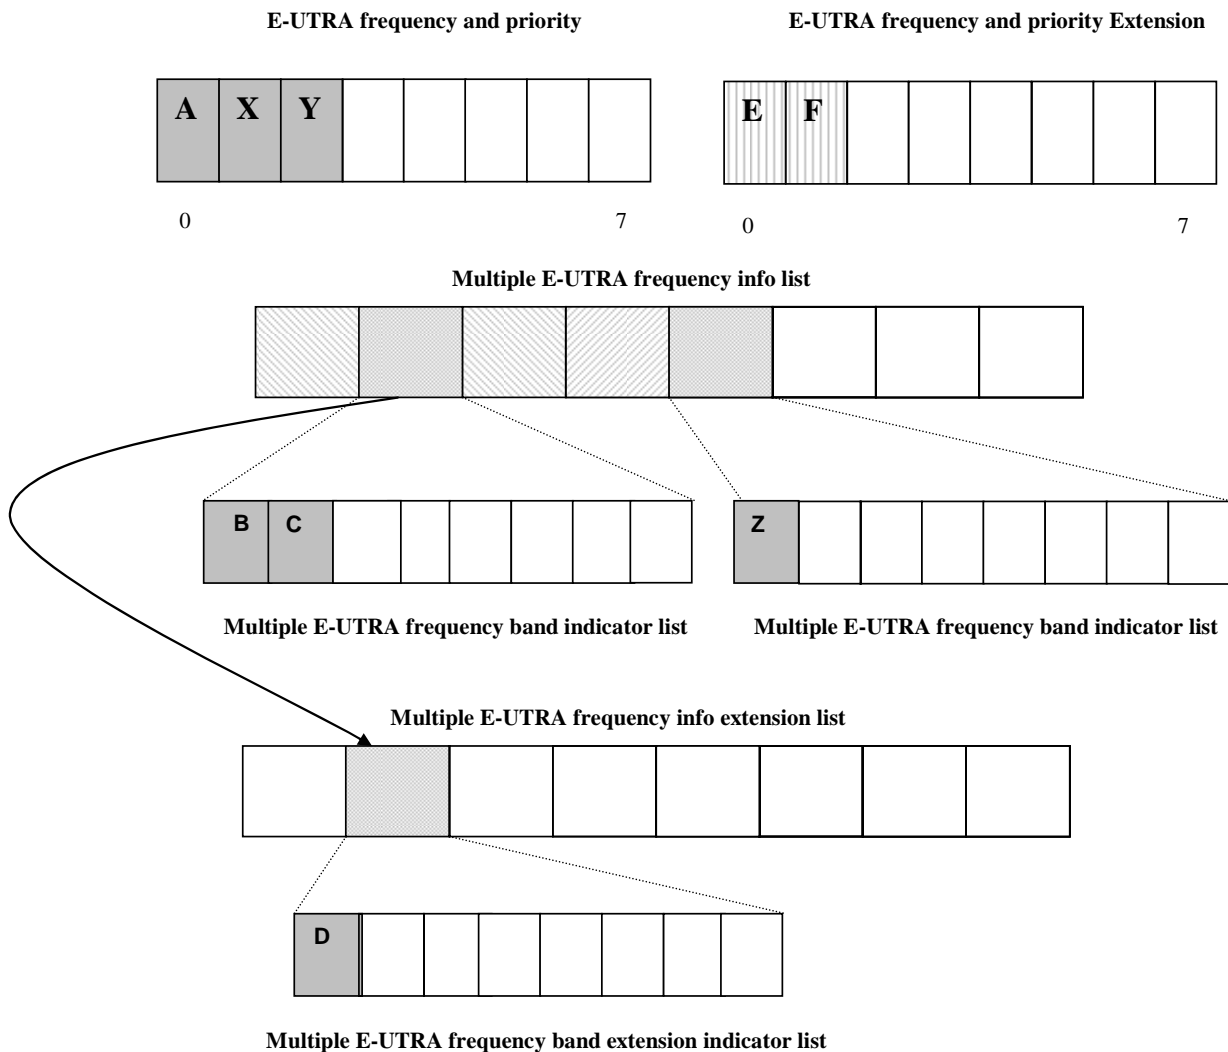 E-UTRA frequency and priority
E-UTRA frequency and priority Extension
A X Y
E F
0 7
0 7
Multiple E-UTRA frequency info list
B C
Z
Multiple E-UTRA frequency band indicator list
Multiple E-UTRA frequency band indicator list
Multiple E-UTRA frequency info extension list
D
Multiple E-UTRA frequency band extension indicator list